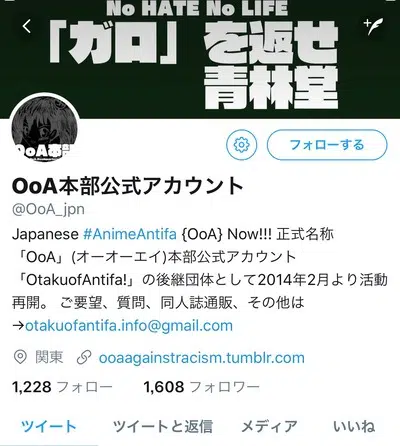 No HATE No LIFE
「ガロ」を返せ
青林堂
OoA本部
フォローする
OoA本部公式アカウント
@OoA_jpn
Japanese #AnimeAntifa {OoA} Now!!! 正式名称
「OoA」(オーオーエイ)本部公式アカウント
「OtakuofAntifa!」の後継団体として2014年2月より活動
再開。 ご要望、質問、同人誌通販、その他は
→otakuofantifa.info@gmail.com
関東 ooaagainstracism.tumblr.com
1,228 フォロー 1,608 フォロワー
ツイート ツイートと返信 メディア いいね